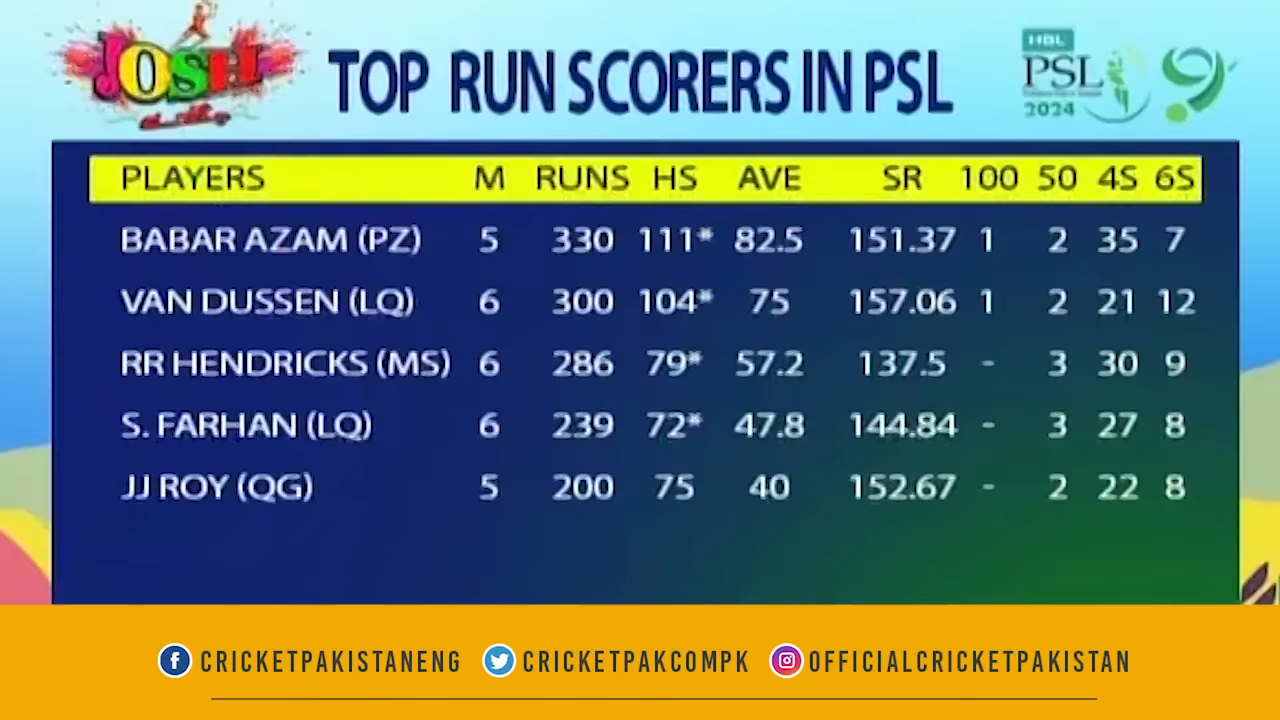 JOSH
TOP RUN SCORERS IN PSL
HBL
PSL
2024
9
PLAYERS M RUNS HS AVE SR 100 50 4S 6S
BABAR AZAM (PZ) 5 330 111* 82.5 151.37 1 2 35 7
VAN DUSSEN (LQ) 6 300 104* 75 157.06 1 2 21 12
RR HENDRICKS (MS) 6 286 79* 57.2 137.5 - 3 30 9
S. FARHAN (LQ) 6 239 72* 47.8 144.84 - 3 27 8
JJ ROY (QG) 5 200 75 40 152.67 - 2 22 8
CRICKETPAKISTANENG CRICKETPAKCOMPK OFFICIALCRICKETPAKISTAN